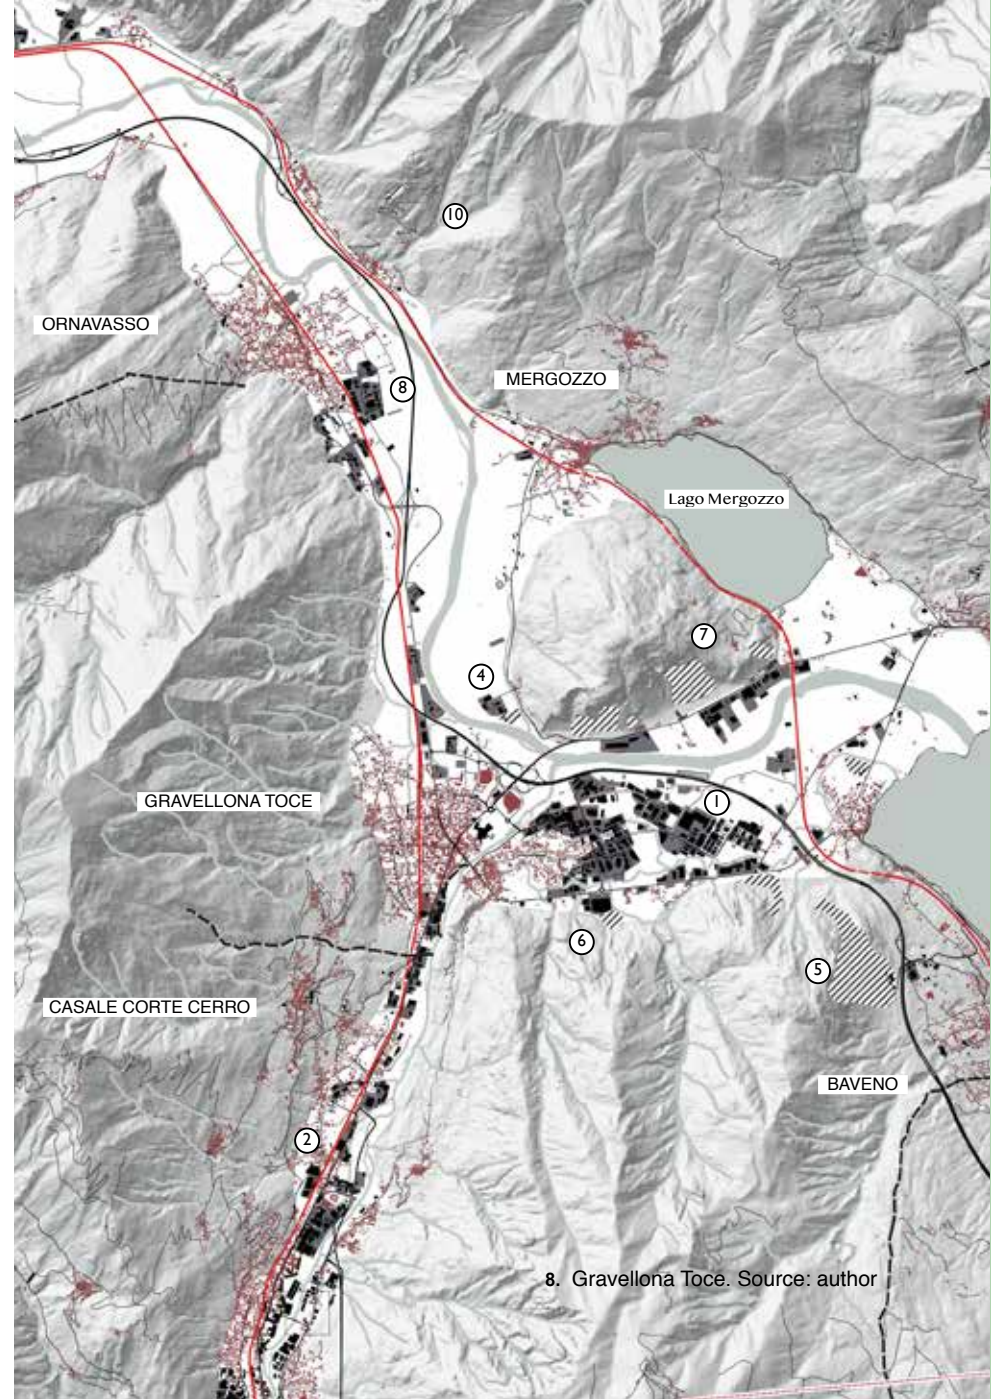 10
ORNAVASSO
MERGOZZO
8
Lago Mergozzo
7
4
GRAVELLONA TOCE
1
6
5
CASALE CORTE CERRO
BAVENO
2
8. Gravellona Toce. Source: author